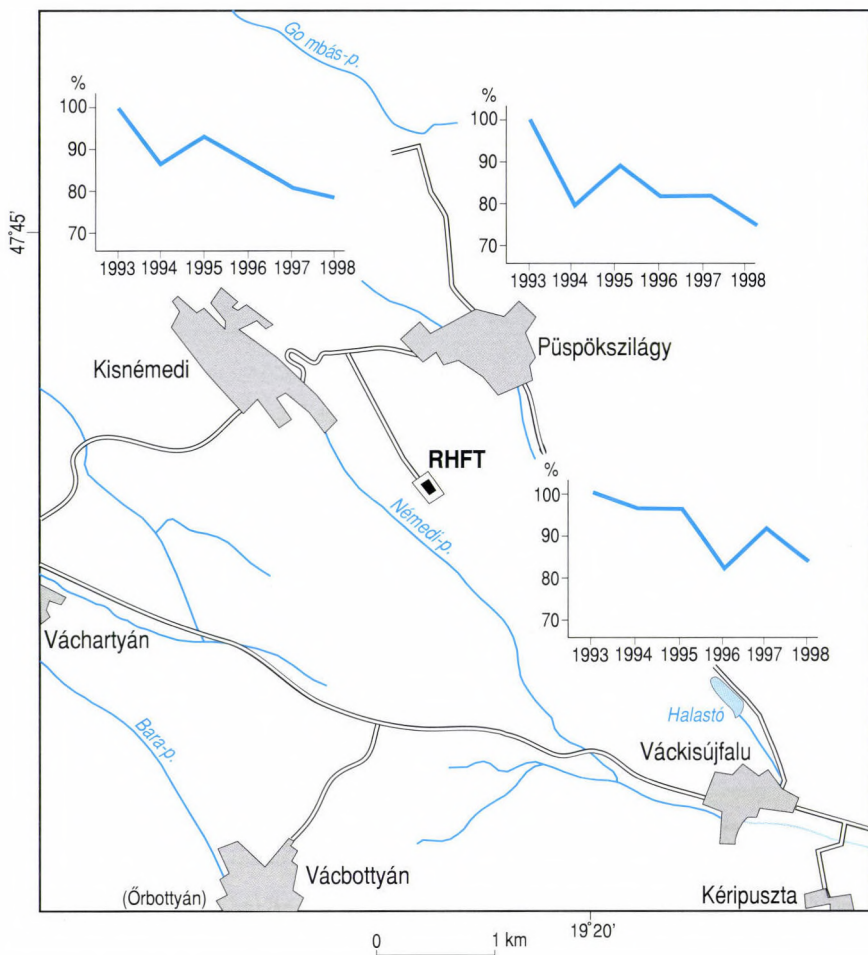 Go mbás-p.
%
100
90
80
70
1993 1994 1995 1996 1997 1998
%
100
90
80
70
1993 1994 1995 1996 1997 1998
47°45'
Kisnémedi
Püspökszilágy
RHFT
Némedi-p.
%
100
90
80
70
1993 1994 1995 1996 1997 1998
Váchartyán
Bara-p.
Halastó
Váckisújfalu
Vácbottyán
(Őrbottyán)
Kéripuszta
19°20'
0 1 km